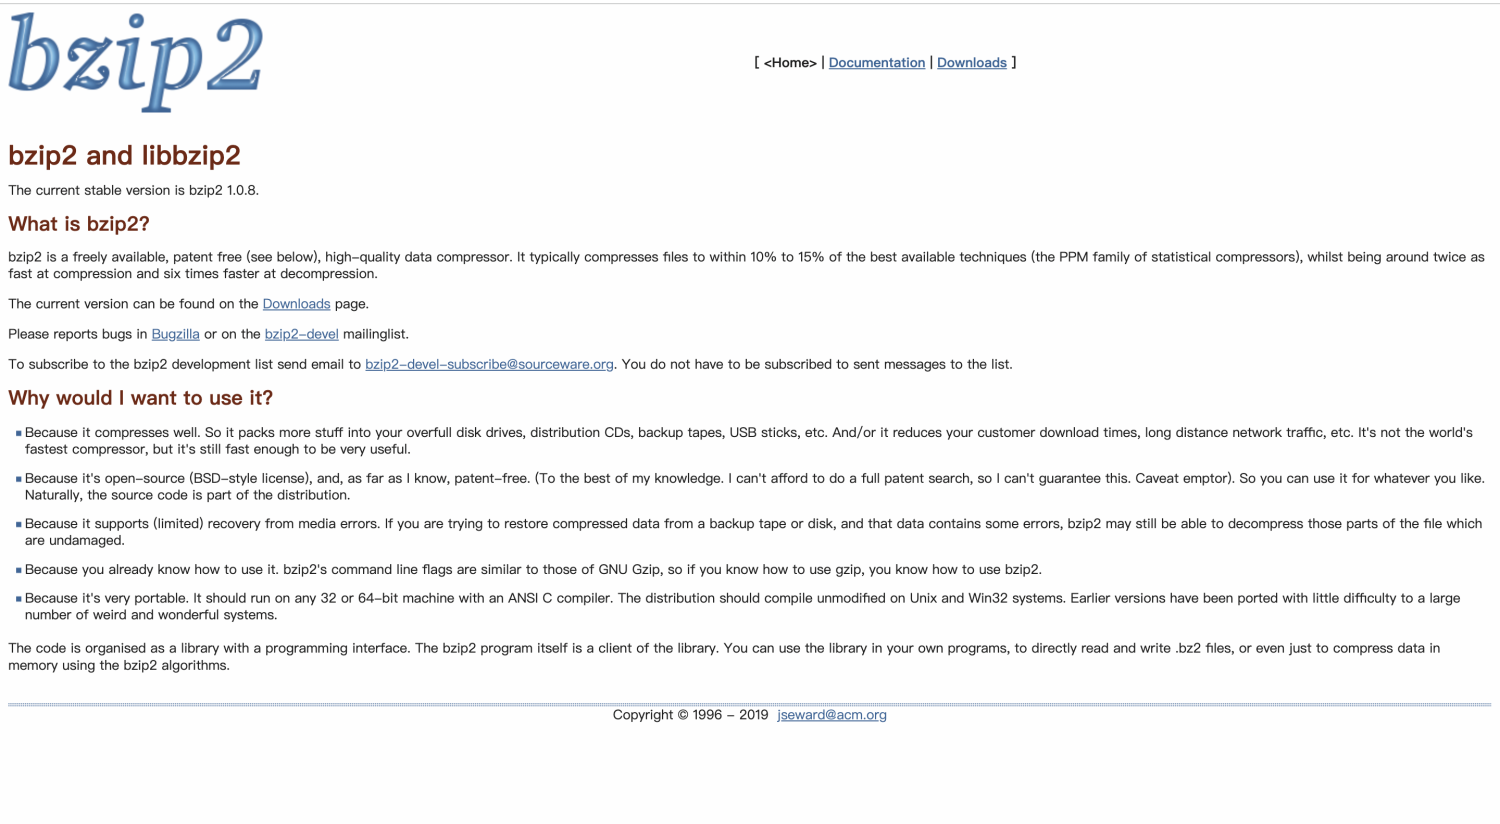 bzip2
[ <Home> | Documentation | Downloads ]
bzip2 and libbzip2
The current stable version is bzip2 1.0.8.
What is bzip2?
bzip2 is a freely available, patent free (see below), high-quality data compressor. It typically compresses files to within 10% to 15% of the best available techniques (the PPM family of statistical compressors), whilst being around twice as
fast at compression and six times faster at decompression.
The current version can be found on the Downloads page.
Please reports bugs in Bugzilla or on the bzip2-devel mailinglist.
To subscribe to the bzip2 development list send email to bzip2-devel-subscribe@sourceware.org. You do not have to be subscribed to sent messages to the list.
Why would I want to use it?
Because it compresses well. So it packs more stuff into your overfull disk drives, distribution CDs, backup tapes, USB sticks, etc. And/or it reduces your customer download times, long distance network traffic, etc. It's not the world's
fastest compressor, but it's still fast enough to be very useful.
Because it's open-source (BSD-style license), and, as far as I know, patent-free. (To the best of my knowledge. I can't afford to do a full patent search, so I can't guarantee this. Caveat emptor). So you can use it for whatever you like.
Naturally, the source code is part of the distribution.
Because it supports (limited) recovery from media errors. If you are trying to restore compressed data from a backup tape or disk, and that data contains some errors, bzip2 may still be able to decompress those parts of the file which
are undamaged.
Because you already know how to use it. bzip2's command line flags are similar to those of GNU Gzip, so if you know how to use gzip, you know how to use bzip2.
Because it's very portable. It should run on any 32 or 64-bit machine with an ANSI C compiler. The distribution should compile unmodified on Unix and Win32 systems. Earlier versions have been ported with little difficulty to a large
number of weird and wonderful systems.
The code is organised as a library with a programming interface. The bzip2 program itself is a client of the library. You can use the library in your own programs, to directly read and write .bz2 files, or even just to compress data in
memory using the bzip2 algorithms.
Copyright © 1996 - 2019 jseward@acm.org